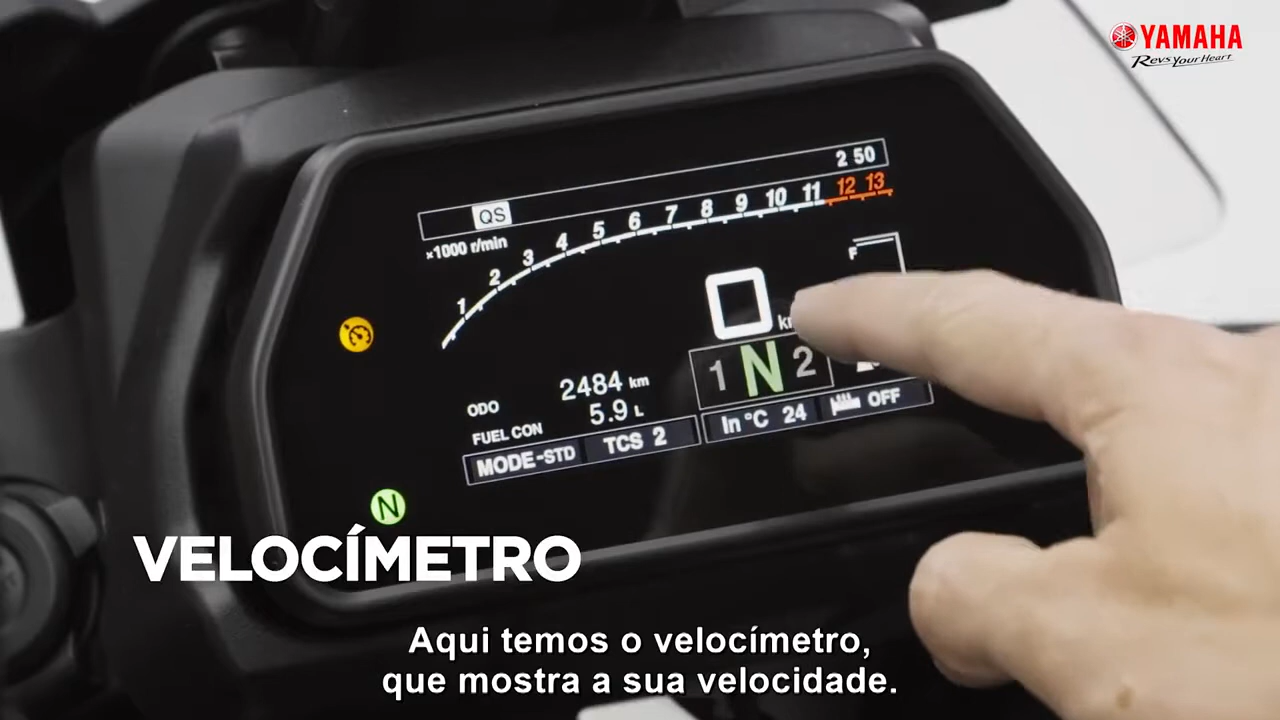 YAMAHA
Revs Your Heart
2 50
QS
×1000 r/min
1 2 3 4 5 6 7 8 9 10 11 12 13
F
0
1 N 2
ODO 2484 km
FUEL CON 5.9 L
MODE-STD TCS 2 In °C 24 OFF
N
VELOCÍMETRO
Aqui temos o velocímetro,
que mostra a sua velocidade.